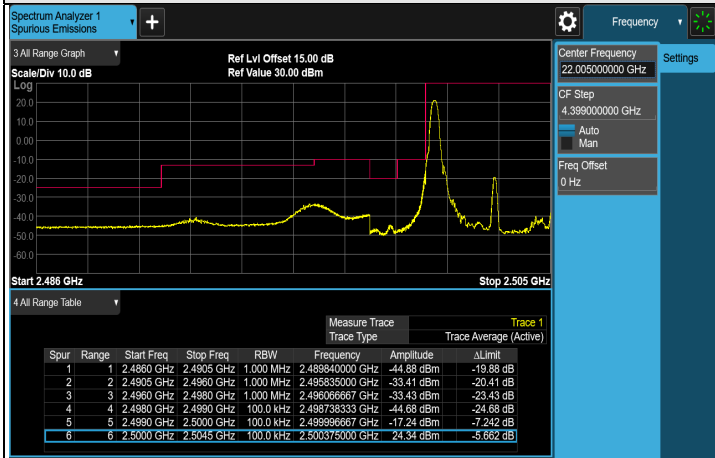 Spectrum Analyzer 1
Spurious Emissions
+
Frequency
3 All Range Graph
Ref Lvl Offset 15.00 dB
Scale/Div 10.0 dB
Ref Value 30.00 dBm
Log
20.0
10.0
0.00
-10.0
-20.0
-30.0
-40.0
-50.0
-60.0
Start 2.486 GHz
Stop 2.505 GHz
Center Frequency
22.005000000 GHz
Settings
CF Step
4.399000000 GHz
Auto
Man
Freq Offset
0 Hz
4 All Range Table
Measure Trace Trace 1
Trace Type Trace Average (Active)
Spur Range Start Freq Stop Freq RBW Frequency Amplitude ΔLimit
1 1 2.4860 GHz 2.4905 GHz 1.000 MHz 2.489840000 GHz -44.88 dBm -19.88 dB
2 2 2.4905 GHz 2.4960 GHz 1.000 MHz 2.495835000 GHz -33.41 dBm -20.41 dB
3 3 2.4960 GHz 2.4980 GHz 1.000 MHz 2.496066667 GHz -33.43 dBm -23.43 dB
4 4 2.4980 GHz 2.4990 GHz 100.0 kHz 2.498738333 GHz -44.68 dBm -24.68 dB
5 5 2.4990 GHz 2.5000 GHz 100.0 kHz 2.499996667 GHz -17.24 dBm -7.242 dB
6 6 2.5000 GHz 2.5045 GHz 100.0 kHz 2.500375000 GHz 24.34 dBm -5.662 dB